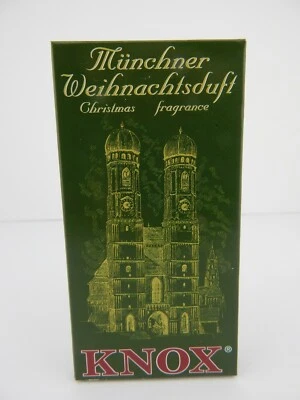 Münchner
Weihnachtsduft
Christmas fragrance
KNOX®